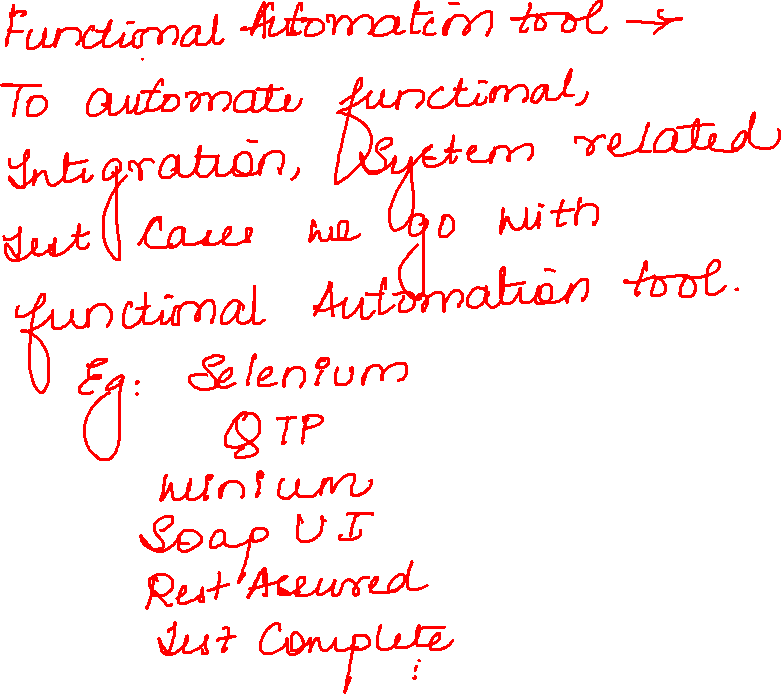 Functional Automation tool →
To automate functional,
Integration, System related
Test Cases we go with
functional Automation tool.
Eg: Selenium
QTP
winium
Soap UI
Rest Assured
Test Complete
⋮